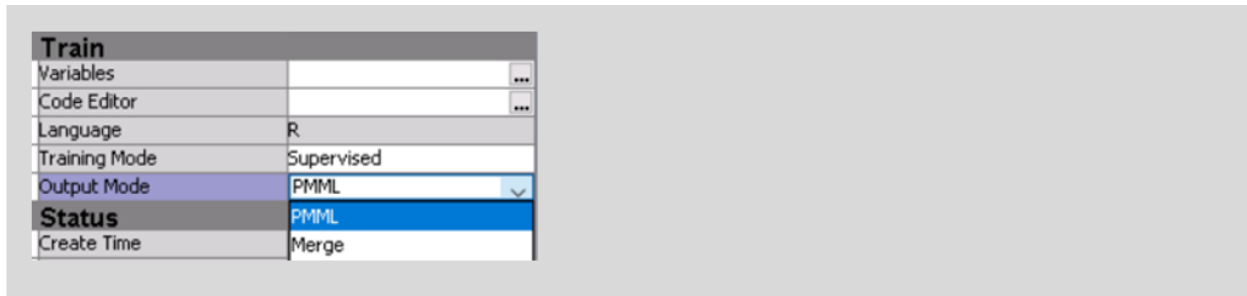 Train
Variables ...
Code Editor ...
Language R
Training Mode Supervised
Output Mode PMML
Status PMML
Create Time Merge